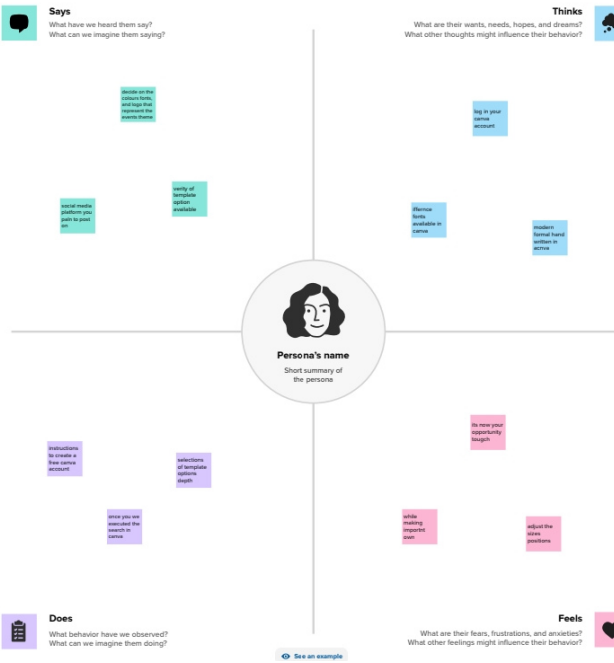 Says
What have we heard them say?
What can we imagine them saying?
Thinks
What are their wants, needs, hopes, and dreams?
What other thoughts might influence their behavior?
decide on the
colours fonts,
and logo that
represent the
events theme
social media
platform you
paln to post
on
verity of
templete
option
available
log in your
canva
account
iffernce
fonts
available in
canva
modern
formal hand
written in
acnva
Persona's name
Short summary of
the persona
instructions
to create a
free canva
account
selections
of template
options
depth
once you we
executed the
search in
canva
its now your
opportunity
tougch
while
making
importnt
own
adjust the
sizes
positions
Does
What behavior have we observed?
What can we imagine them doing?
Feels
What are their fears, frustrations, and anxieties?
What other feelings might influence their behavior?
See an example